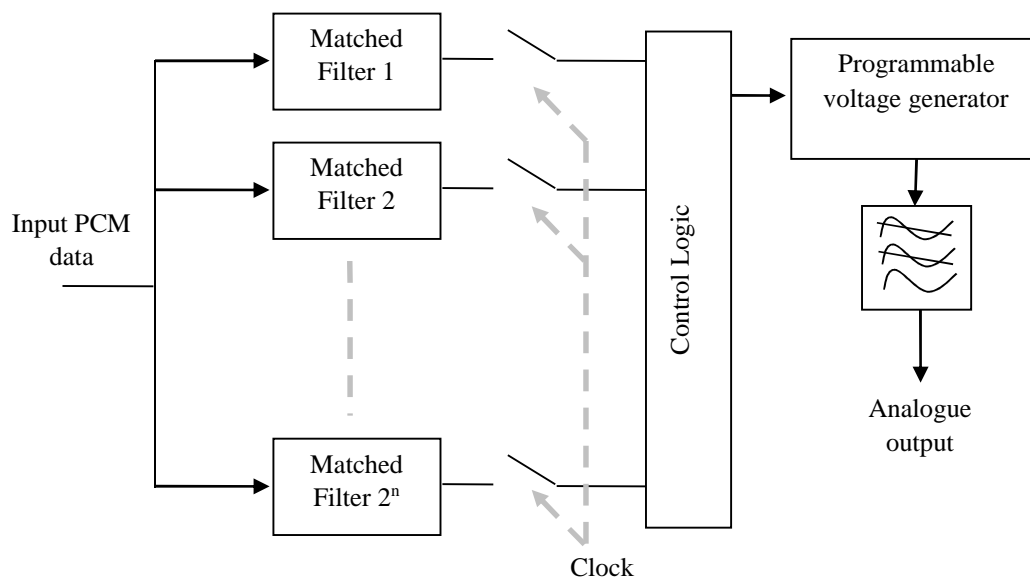 Matched
Filter 1
Programmable
voltage generator
Matched
Filter 2
Input PCM
data
Control Logic
Analogue
output
Matched
Filter 2ⁿ
Clock